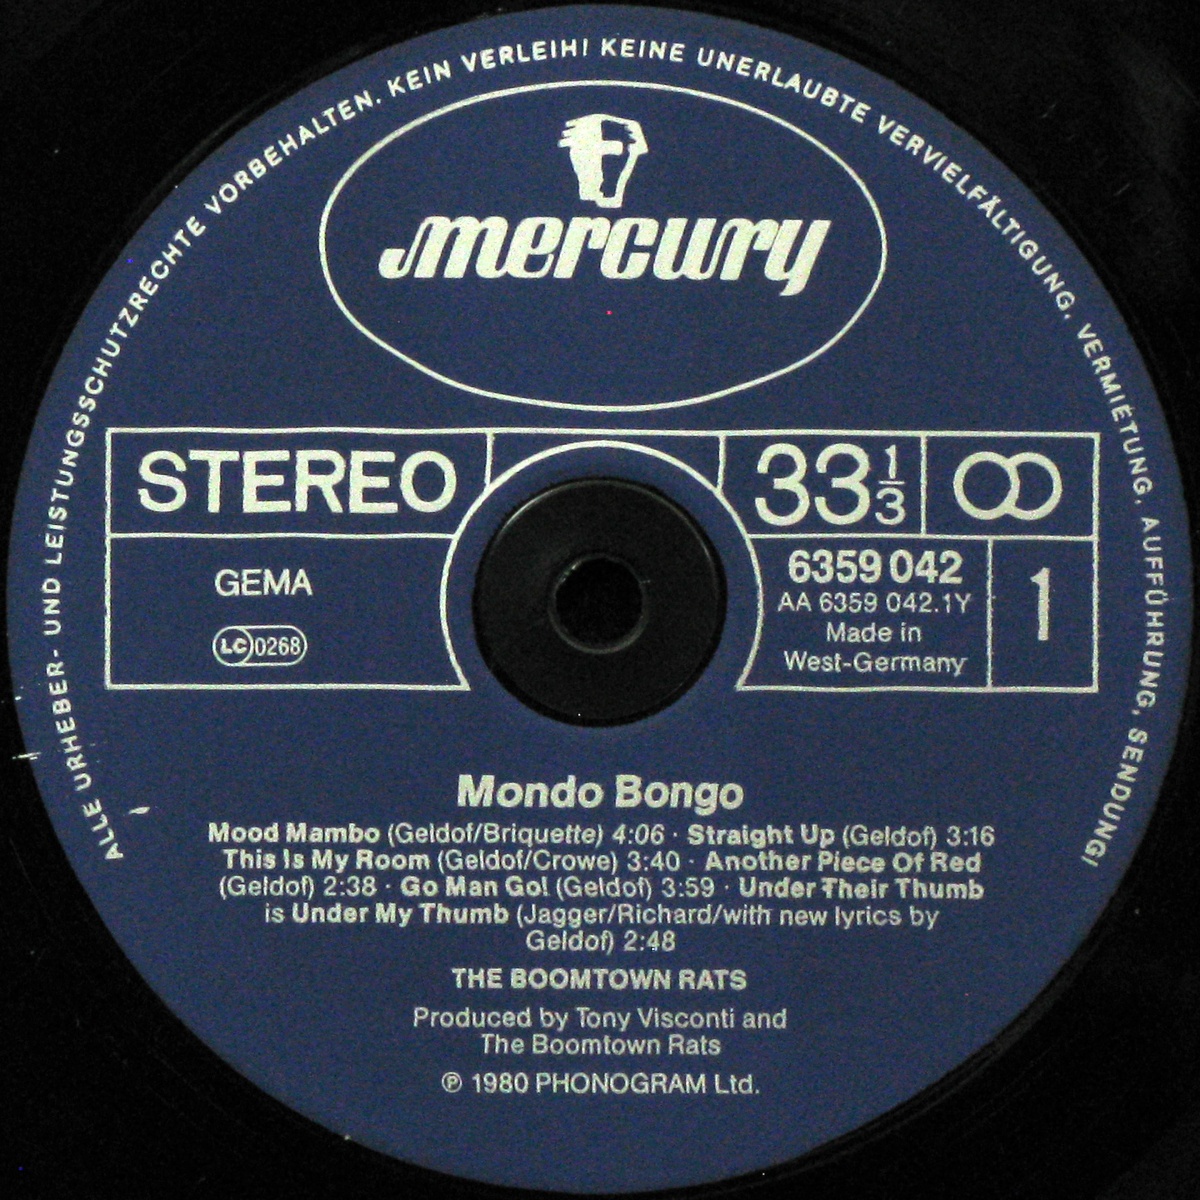 ALLE URHEBER- UND LEISTUNGSSCHUTZRECHTE VORBEHALTEN. KEIN VERLEIH! KEINE UNERLAUBTE VERVIELFÄLTIGUNG, VERMIETUNG, AUFFÜHRUNG, SENDUNG!
mercury
STEREO
33 1/3
GEMA
LC 0268
6359 042
AA 6359 042.1Y
Made in
West-Germany
1
Mondo Bongo
Mood Mambo (Geldof/Briquette) 4:06 · Straight Up (Geldof) 3:16
This Is My Room (Geldof/Crowe) 3:40 · Another Piece Of Red
(Geldof) 2:38 · Go Man Go! (Geldof) 3:59 · Under Their Thumb
is Under My Thumb (Jagger/Richard/with new lyrics by
Geldof) 2:48
THE BOOMTOWN RATS
Produced by Tony Visconti and
The Boomtown Rats
℗ 1980 PHONOGRAM Ltd.